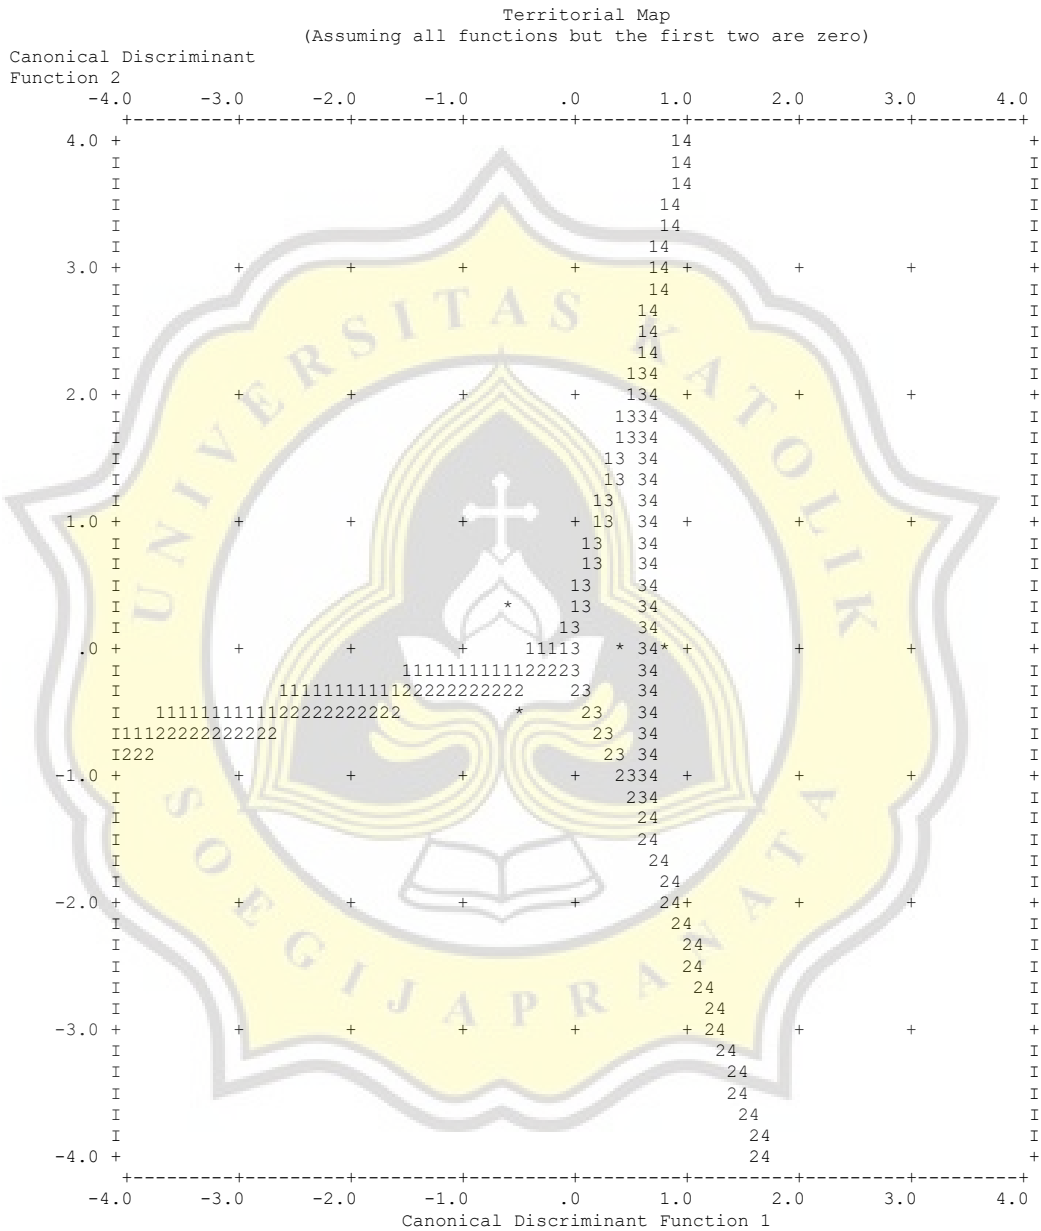 Territorial Map
(Assuming all functions but the first two are zero)
Canonical Discriminant
Function 2
-4.0 -3.0 -2.0 -1.0 .0 1.0 2.0 3.0 4.0
+---------+---------+---------+---------+---------+---------+---------+---------+
4.0 + 14 +
I 14 I
I 14 I
I 14 I
I 14 I
I 14 I
3.0 + + + + + 14 + + + +
I 14 I
I 14 I
I 14 I
I 14 I
I 134 I
2.0 + + + + + 134 + + + +
I 1334 I
I 1334 I
I 13 34 I
I 13 34 I
I 13 34 I
1.0 + + + + + 13 34 + + + +
I 13 34 I
I 13 34 I
I 13 34 I
I * 13 34 I
I 13 34 I
.0 + + + + 11113 * 34* + + + +
I 1111111111122223 34 I
I 1111111111122222222222 23 34 I
I 1111111111122222222222 * 23 34 I
I11122222222222 23 34 I
I222 23 34 I
-1.0 + + + + + 2334 + + + +
I 234 I
I 24 I
I 24 I
I 24 I
I 24 I
-2.0 + + + + + 24+ + + +
I 24 I
I 24 I
I 24 I
I 24 I
I 24 I
-3.0 + + + + + + 24 + + +
I 24 I
I 24 I
I 24 I
I 24 I
I 24 I
-4.0 + 24 +
+---------+---------+---------+---------+---------+---------+---------+---------+
-4.0 -3.0 -2.0 -1.0 .0 1.0 2.0 3.0 4.0
Canonical Discriminant Function 1
UNIVERSITAS KATOLIK
SOEGIJAPRANATA